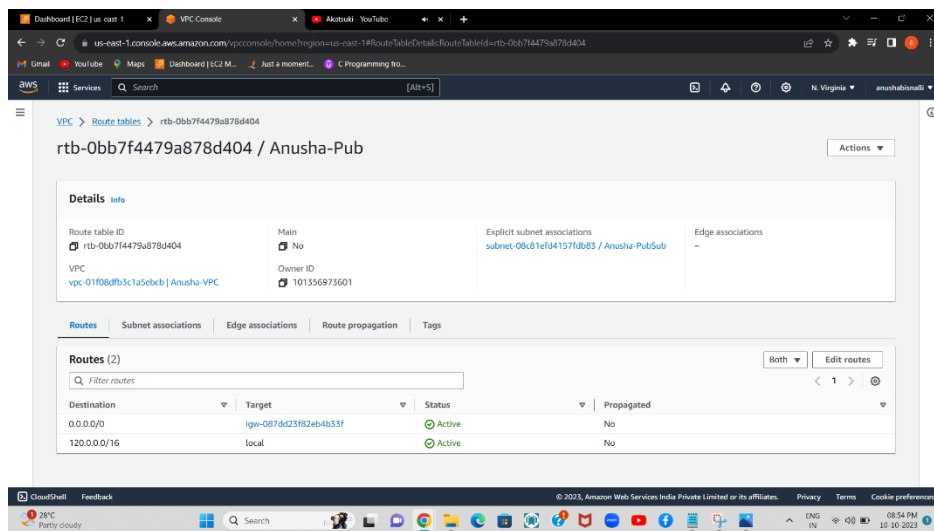 Dashboard | EC2 | us-east-1
VPC Console
Akatsuki - YouTube
us-east-1.console.aws.amazon.com/vpcconsole/home?region=us-east-1#RouteTableDetails:RouteTableId=rtb-0bb7f4479a878d404
Gmail YouTube Maps Dashboard | EC2 M... Just a moment... C Programming fro...
aws Services Search [Alt+S] N. Virginia anushabisnalli
VPC > Route tables > rtb-0bb7f4479a878d404
rtb-0bb7f4479a878d404 / Anusha-Pub
Actions
Details Info
Route table ID
rtb-0bb7f4479a878d404
Main
No
Explicit subnet associations
subnet-08c81efd4157fdb83 / Anusha-PubSub
Edge associations
–
VPC
vpc-01f08dfb3c1a5ebcb | Anusha-VPC
Owner ID
101356973601
Routes Subnet associations Edge associations Route propagation Tags
Routes (2)
Both Edit routes
Filter routes
1
Destination Target Status Propagated
0.0.0.0/0 igw-087dd23f82eb4b33f Active No
120.0.0.0/16 local Active No
CloudShell Feedback © 2023, Amazon Web Services India Private Limited or its affiliates. Privacy Terms Cookie preferences
28°C
Partly cloudy
Search
ENG
IN
08:54 PM
10-10-2023